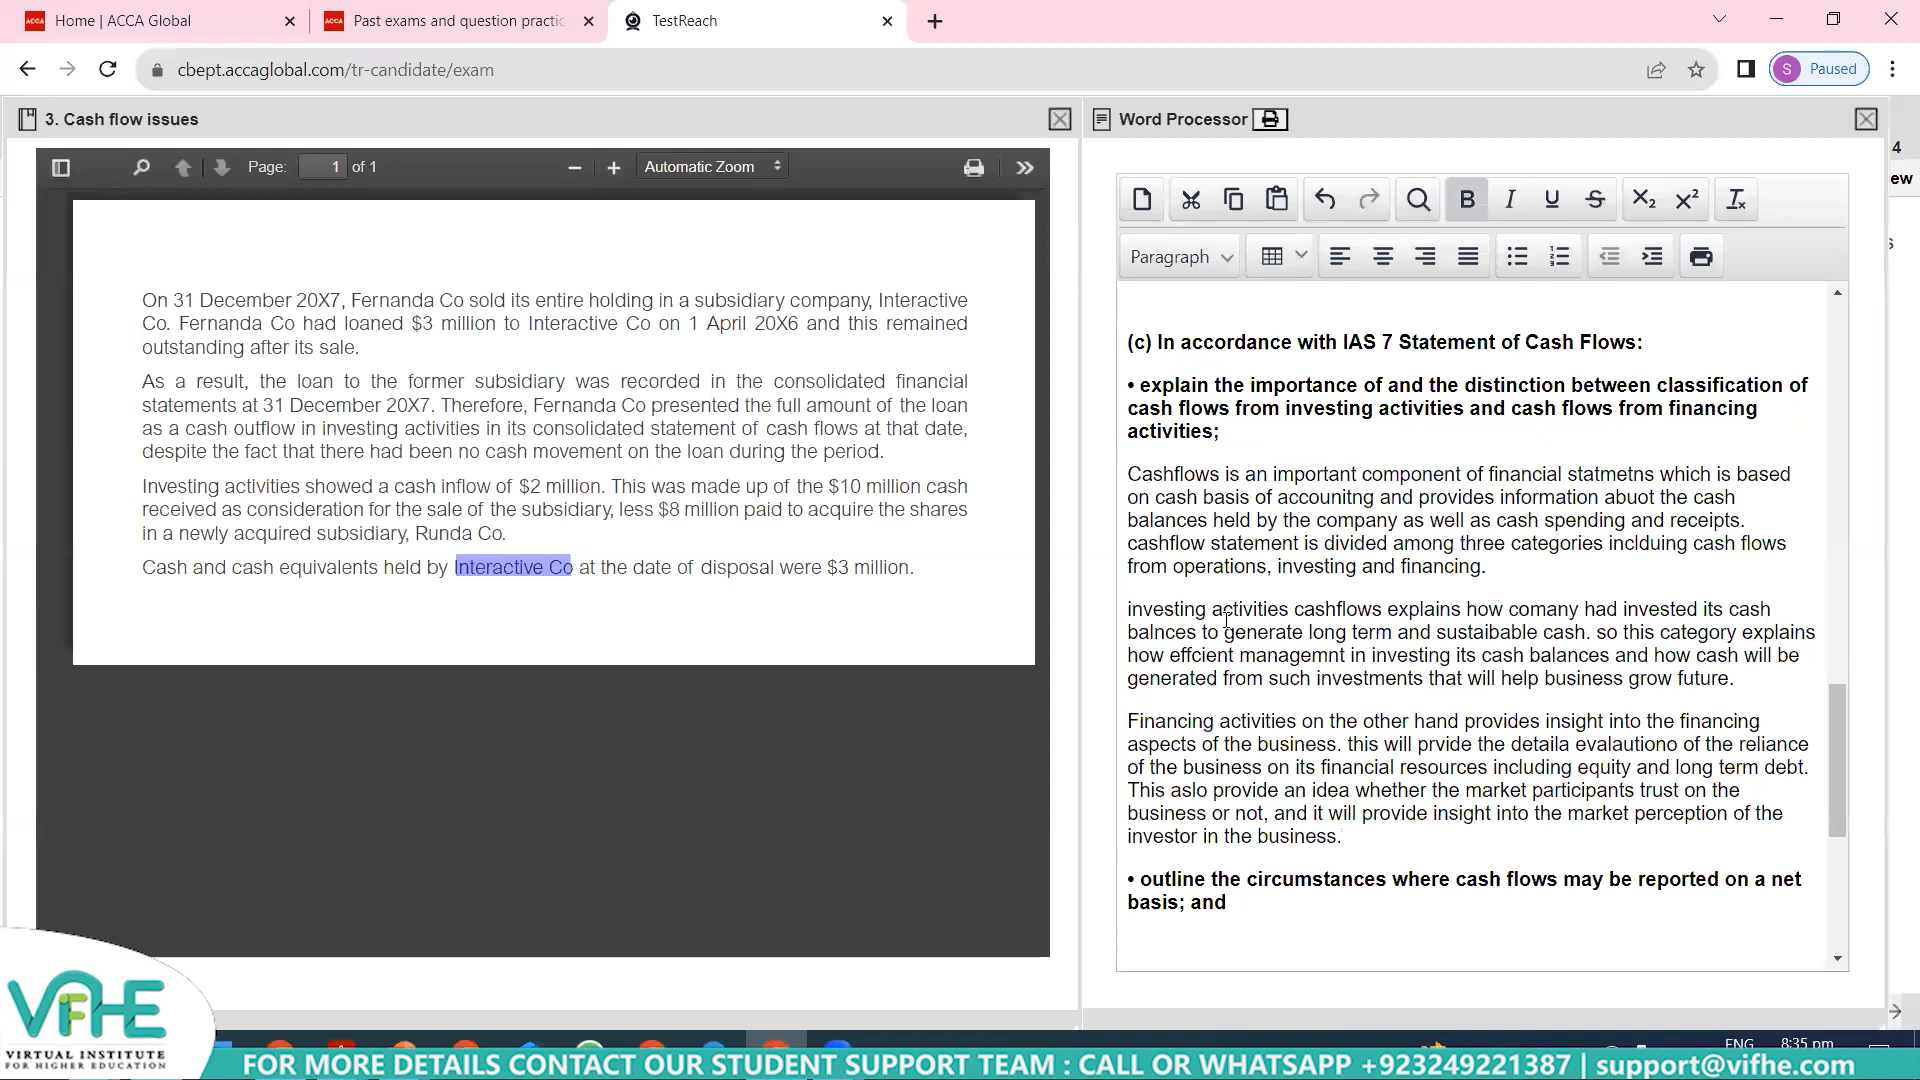 Home | ACCA Global
Past exams and question practic
TestReach
cbept.accaglobal.com/tr-candidate/exam
S Paused
3. Cash flow issues
Word Processor
4
ew
s
Page: 1 of 1
Automatic Zoom
Paragraph
On 31 December 20X7, Fernanda Co sold its entire holding in a subsidiary company, Interactive
Co. Fernanda Co had loaned $3 million to Interactive Co on 1 April 20X6 and this remained
outstanding after its sale.
As a result, the loan to the former subsidiary was recorded in the consolidated financial
statements at 31 December 20X7. Therefore, Fernanda Co presented the full amount of the loan
as a cash outflow in investing activities in its consolidated statement of cash flows at that date,
despite the fact that there had been no cash movement on the loan during the period.
Investing activities showed a cash inflow of $2 million. This was made up of the $10 million cash
received as consideration for the sale of the subsidiary, less $8 million paid to acquire the shares
in a newly acquired subsidiary, Runda Co.
Cash and cash equivalents held by Interactive Co at the date of disposal were $3 million.
(c) In accordance with IAS 7 Statement of Cash Flows:
• explain the importance of and the distinction between classification of
cash flows from investing activities and cash flows from financing
activities;
Cashflows is an important component of financial statmetns which is based
on cash basis of accounitng and provides information abuot the cash
balances held by the company as well as cash spending and receipts.
cashflow statement is divided among three categories inclduing cash flows
from operations, investing and financing.
investing activities cashflows explains how comany had invested its cash
balnces to generate long term and sustaibable cash. so this category explains
how effcient managemnt in investing its cash balances and how cash will be
generated from such investments that will help business grow future.
Financing activities on the other hand provides insight into the financing
aspects of the business. this will prvide the detaila evalautiono of the reliance
of the business on its financial resources including equity and long term debt.
This aslo provide an idea whether the market participants trust on the
business or not, and it will provide insight into the market perception of the
investor in the business.
• outline the circumstances where cash flows may be reported on a net
basis; and
VIFHE
VIRTUAL INSTITUTE
FOR HIGHER EDUCATION
ENG 8:35 pm
FOR MORE DETAILS CONTACT OUR STUDENT SUPPORT TEAM : CALL OR WHATSAPP +923249221387 | support@vifhe.com